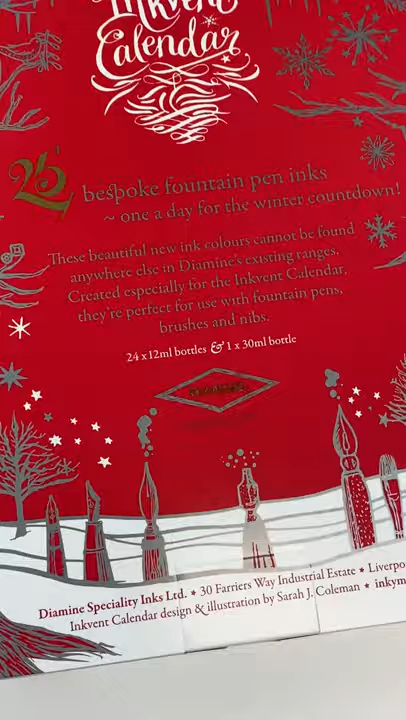 Inkvent
Calendar
25 bespoke fountain pen inks
~ one a day for the winter countdown!
These beautiful new ink colours cannot be found
anywhere else in Diamine's existing ranges.
Created especially for the Inkvent Calendar,
they're perfect for use with fountain pens,
brushes and nibs.
24 x 12ml bottles & 1 x 30ml bottle
DIAMINE
Diamine Speciality Inks Ltd. * 30 Farriers Way Industrial Estate * Liverpo
Inkvent Calendar design & illustration by Sarah J. Coleman * inkym